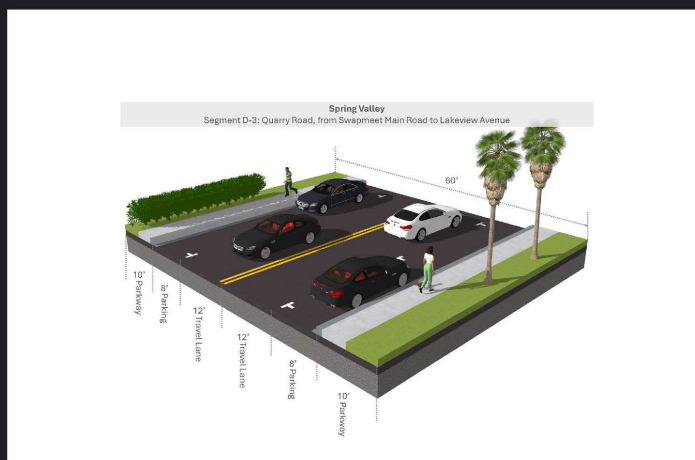 Spring Valley
Segment D-3: Quarry Road, from Swapmeet Main Road to Lakeview Avenue
60'
10'
Parkway
8' Parking
12'
Travel Lane
12'
Travel Lane
8' Parking
10'
Parkway